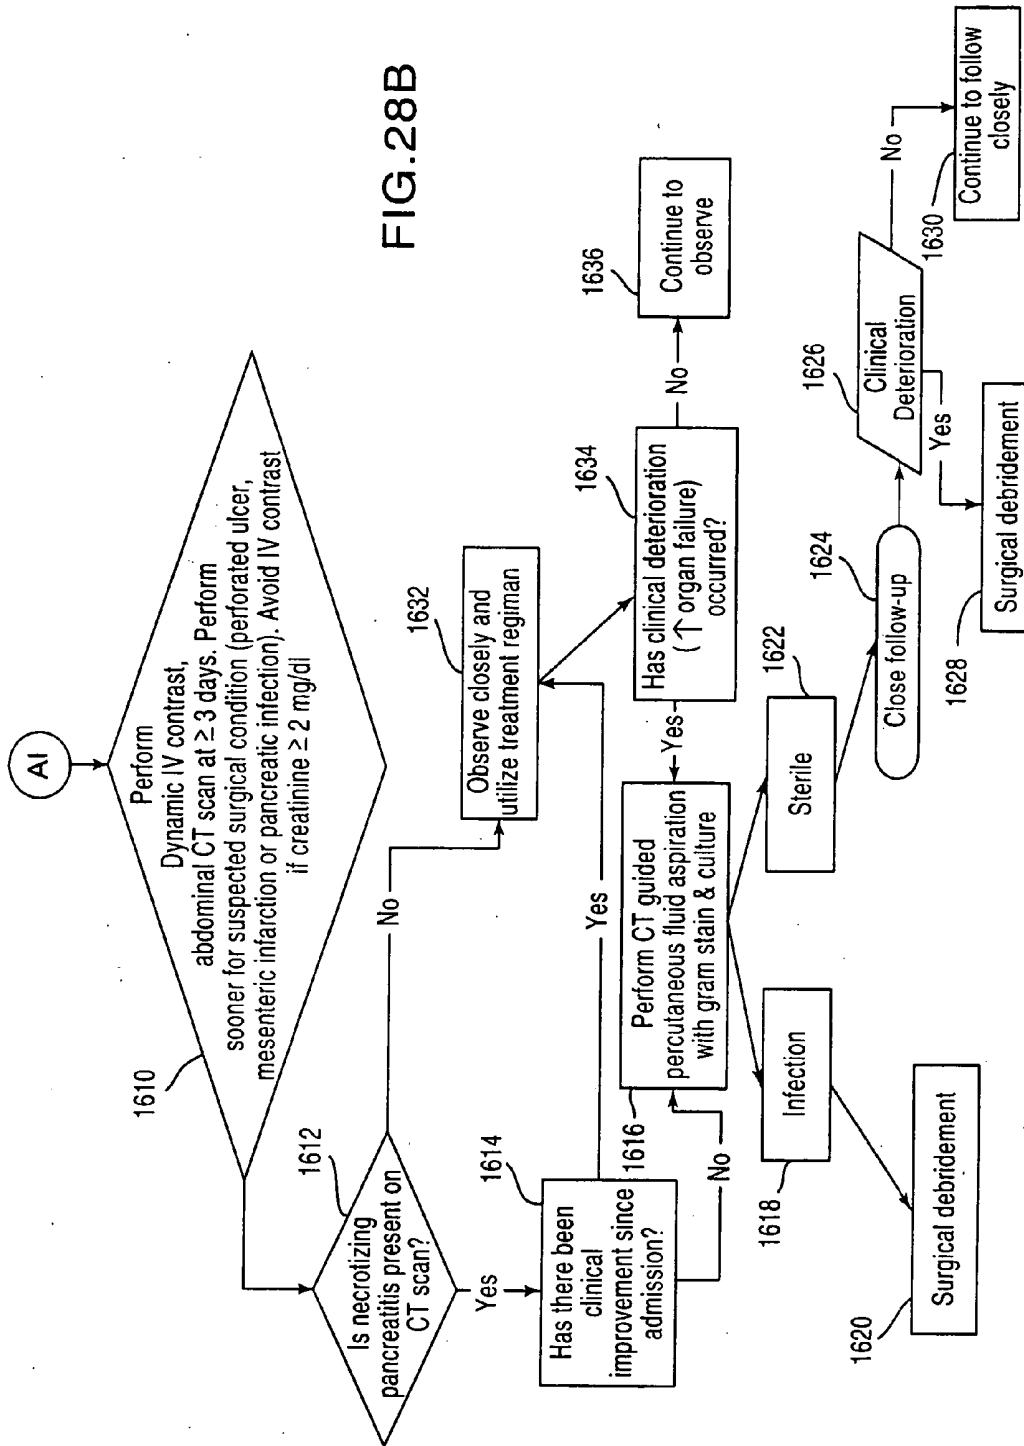 FIG.28B
AI
Perform
Dynamic IV contrast,
abdominal CT scan at ≥ 3 days. Perform
sooner for suspected surgical condition (perforated ulcer,
mesenteric infarction or pancreatic infection). Avoid IV contrast
if creatinine ≥ 2 mg/dl
1610
1612
Is necrotizing
pancreatitis present on
CT scan?
No
Yes
1632
Observe closely and
utilize treatment regiman
1614
Has there been
clinical
improvement since
admission?
Yes
No
1634
Has clinical deterioration
(↑ organ failure)
occurred?
No
Yes
1636
Continue to
observe
1616
Perform CT guided
percutaneous fluid aspiration
with gram stain & culture
1618
Infection
1622
Sterile
1620
Surgical debridement
1624
Close follow-up
1626
Clinical
Deterioration
No
Yes
1628
Surgical debridement
1630
Continue to follow
closely